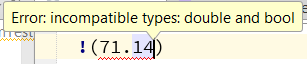 Error: incompatible types: double and bool
!(71.14)